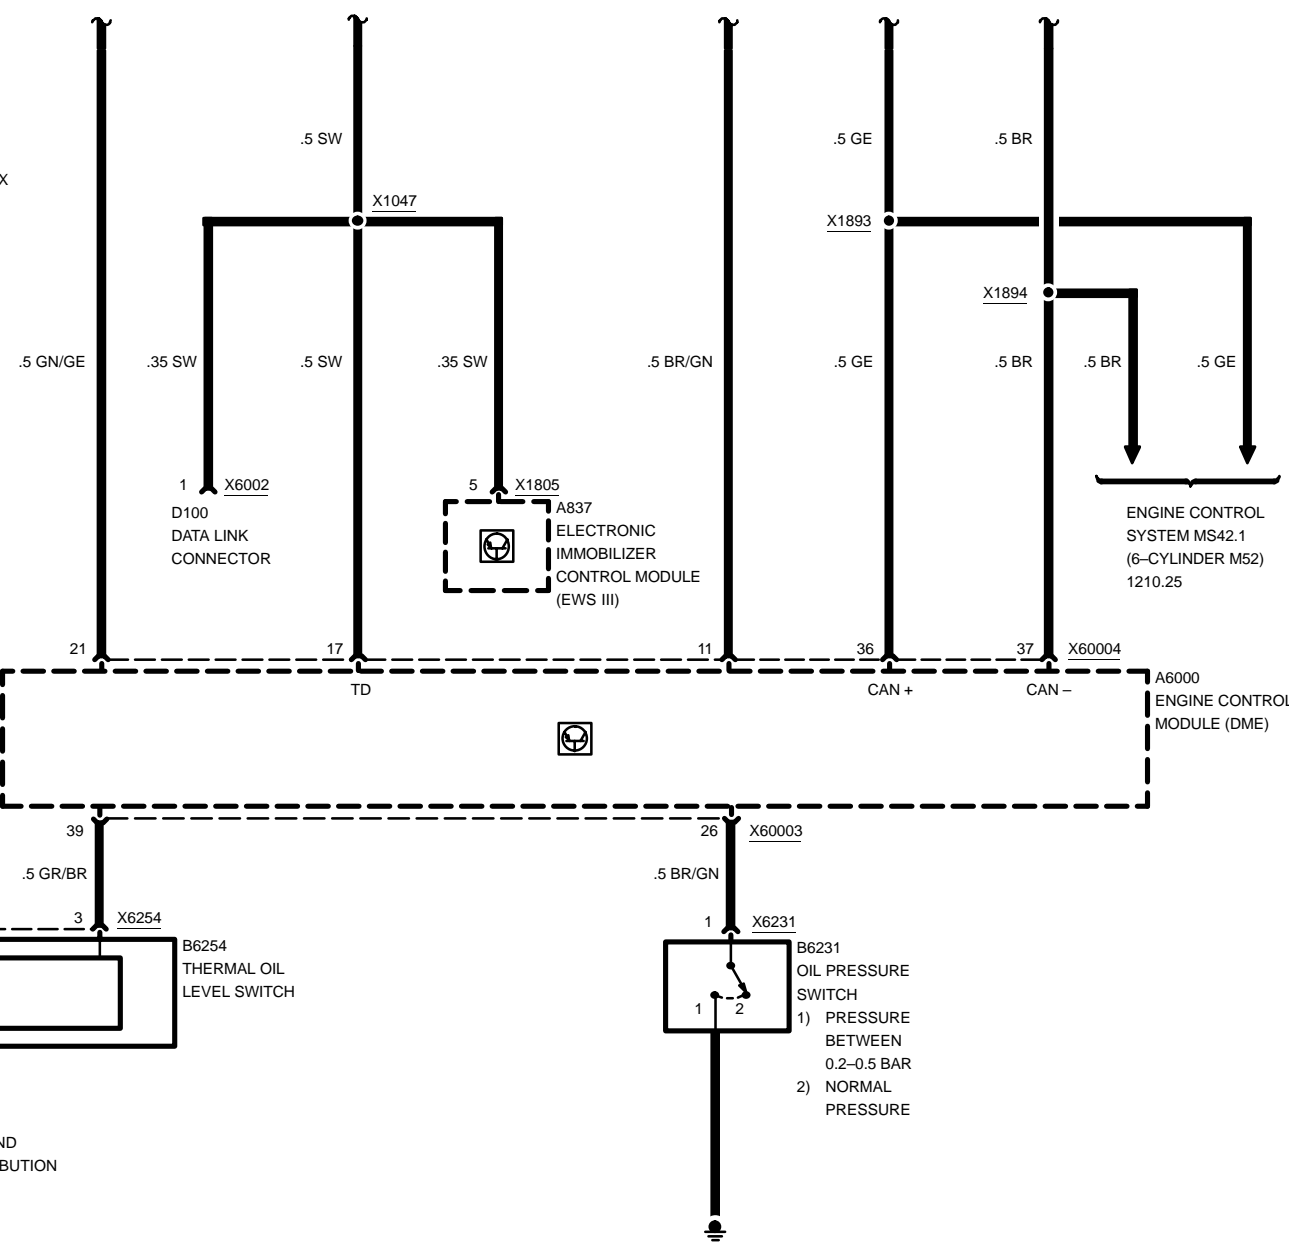 .5 SW
.5 GE
.5 BR
X
X1047
X1893
X1894
.5 GN/GE
.35 SW
.5 SW
.35 SW
.5 BR/GN
.5 GE
.5 BR
.5 BR
.5 GE
1
X6002
D100
DATA LINK
CONNECTOR
5
X1805
A837
ELECTRONIC
IMMOBILIZER
CONTROL MODULE
(EWS III)
ENGINE CONTROL
SYSTEM MS42.1
(6–CYLINDER M52)
1210.25
21
17
11
36
37
X60004
TD
CAN +
CAN –
A6000
ENGINE CONTROL
MODULE (DME)
39
26
X60003
.5 GR/BR
.5 BR/GN
3
X6254
1
X6231
B6254
THERMAL OIL
LEVEL SWITCH
B6231
OIL PRESSURE
SWITCH
1) PRESSURE
BETWEEN
0.2–0.5 BAR
2) NORMAL
PRESSURE
1
2
ND
BUTION